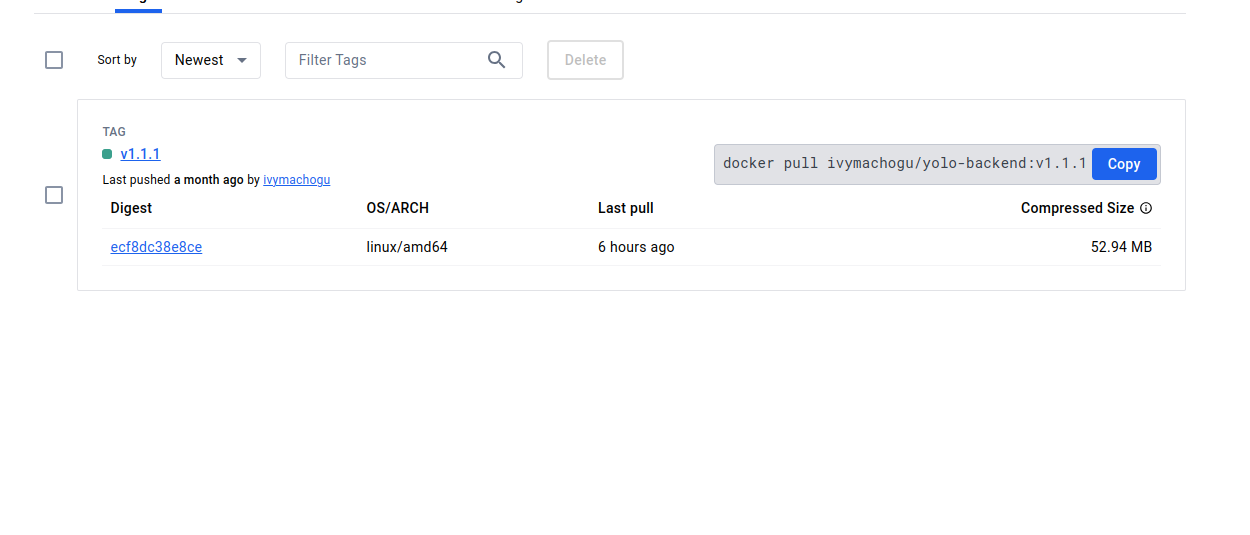 Sort by Newest Filter Tags Delete
TAG
v1.1.1
docker pull ivymachogu/yolo-backend:v1.1.1 Copy
Last pushed a month ago by ivymachogu
Digest OS/ARCH Last pull Compressed Size
ecf8dc38e8ce linux/amd64 6 hours ago 52.94 MB